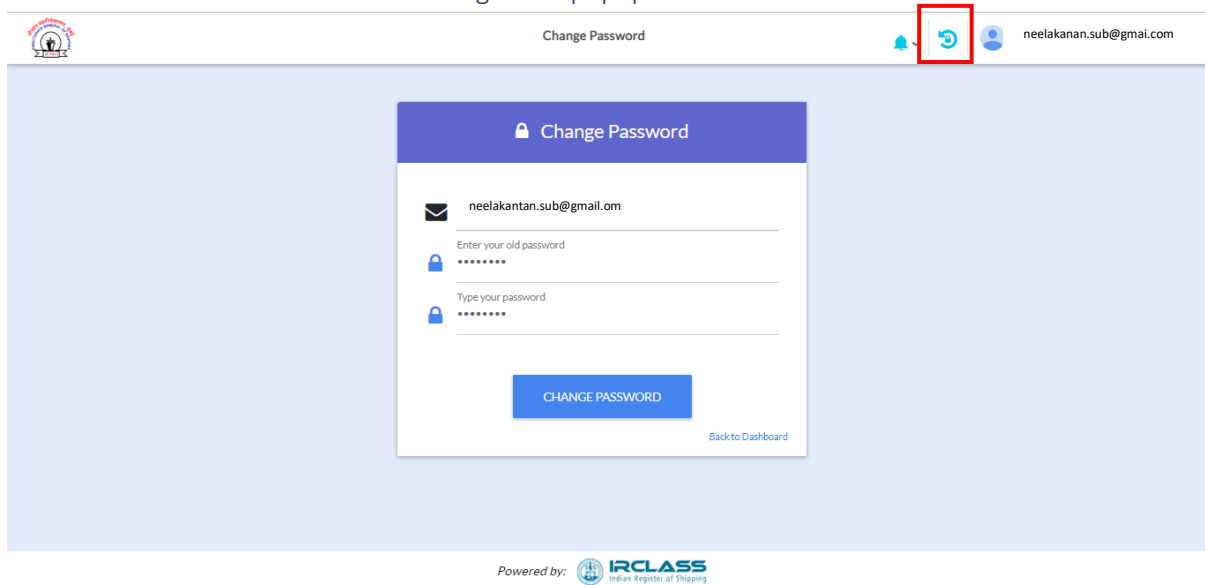 Change Password
neelakanan.sub@gmai.com
Change Password
neelakantan.sub@gmail.om
Enter your old password
••••••••
Type your password
••••••••
CHANGE PASSWORD
Back to Dashboard
Powered by: IRCLASS
Indian Register of Shipping